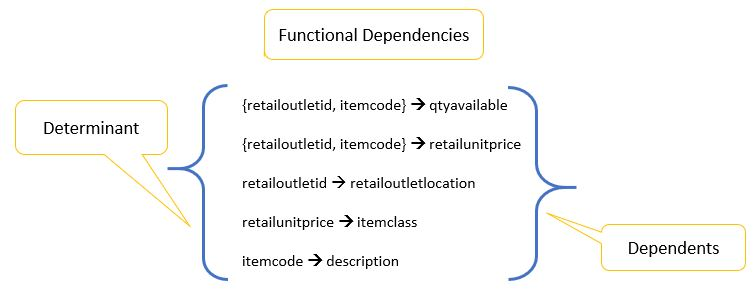 Functional Dependencies
Determinant
{retailoutletid, itemcode} → qtyavailable
{retailoutletid, itemcode} → retailunitprice
retailoutletid → retailoutletlocation
retailunitprice → itemclass
itemcode → description
Dependents